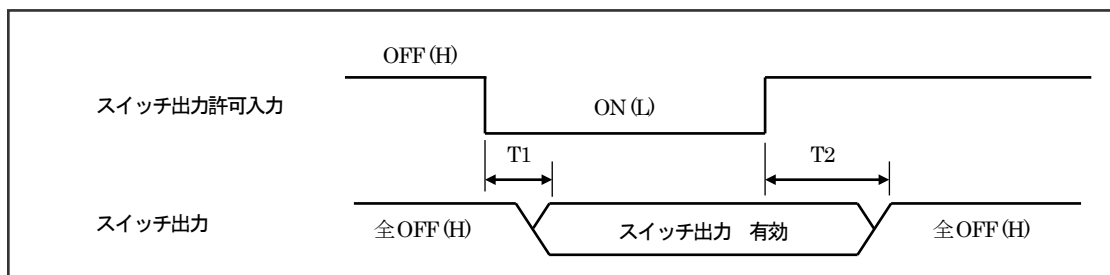 OFF(H)
スイッチ出力許可入力
ON(L)
T1
T2
スイッチ出力
全OFF(H)
スイッチ出力 有効
全OFF(H)